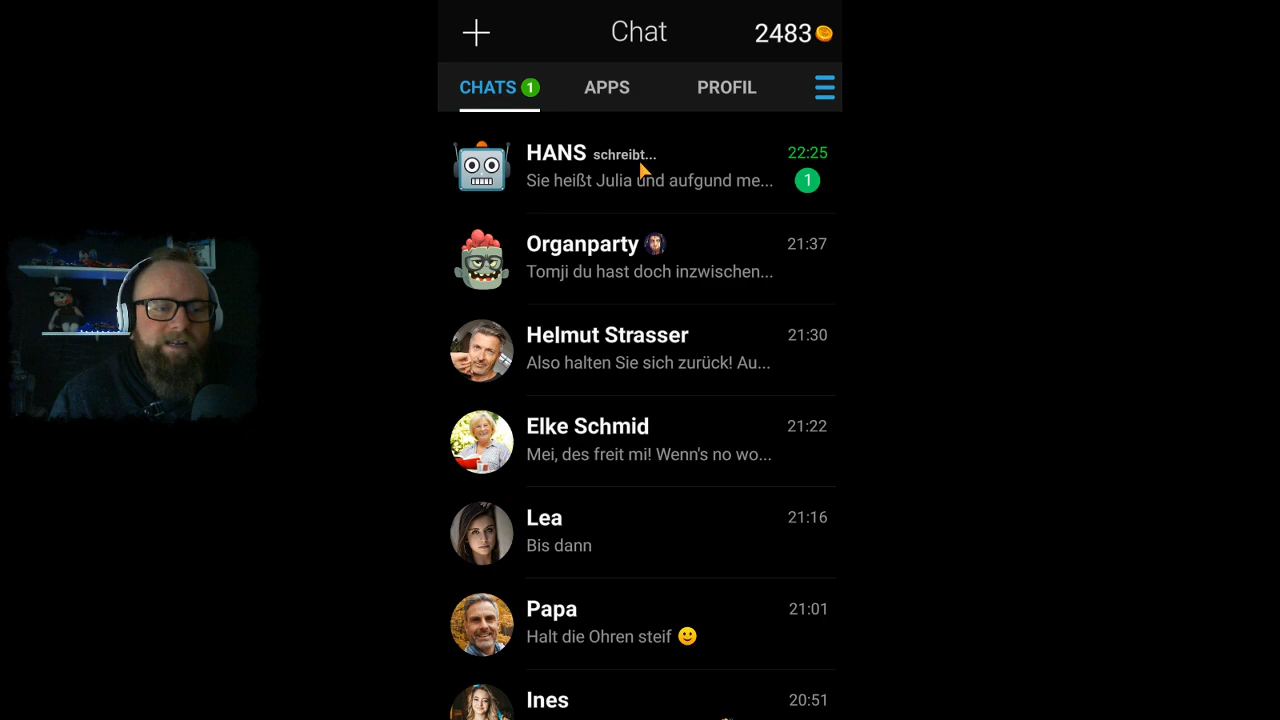 Chat
2483
CHATS 1
APPS
PROFIL
HANS schreibt...
22:25
Sie heißt Julia und aufgund me...
1
Organparty
21:37
Tomji du hast doch inzwischen...
Helmut Strasser
21:30
Also halten Sie sich zurück! Au...
Elke Schmid
21:22
Mei, des freit mi! Wenn's no wo...
Lea
21:16
Bis dann
Papa
21:01
Halt die Ohren steif 🙂
Ines
20:51